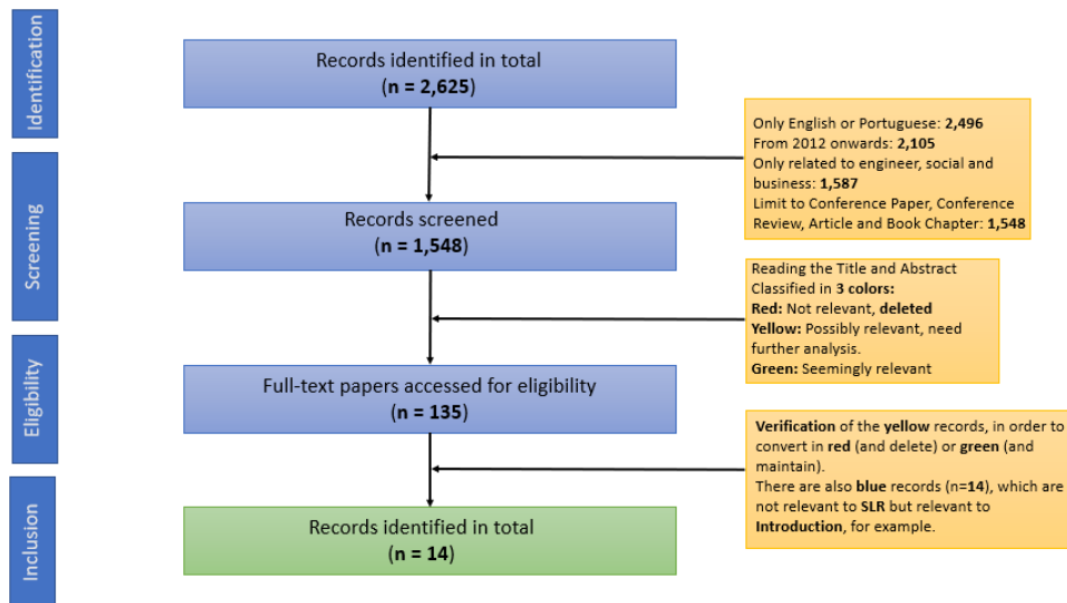 Identification
Records identified in total
(n = 2,625)
Only English or Portuguese: 2,496
From 2012 onwards: 2,105
Only related to engineer, social and
business: 1,587
Limit to Conference Paper, Conference
Review, Article and Book Chapter: 1,548
Screening
Records screened
(n = 1,548)
Reading the Title and Abstract
Classified in 3 colors:
Red: Not relevant, deleted
Yellow: Possibly relevant, need
further analysis.
Green: Seemingly relevant
Eligibility
Full-text papers accessed for eligibility
(n = 135)
Verification of the yellow records, in order to
convert in red (and delete) or green (and
maintain).
There are also blue records (n=14), which are
not relevant to SLR but relevant to
Introduction, for example.
Inclusion
Records identified in total
(n = 14)